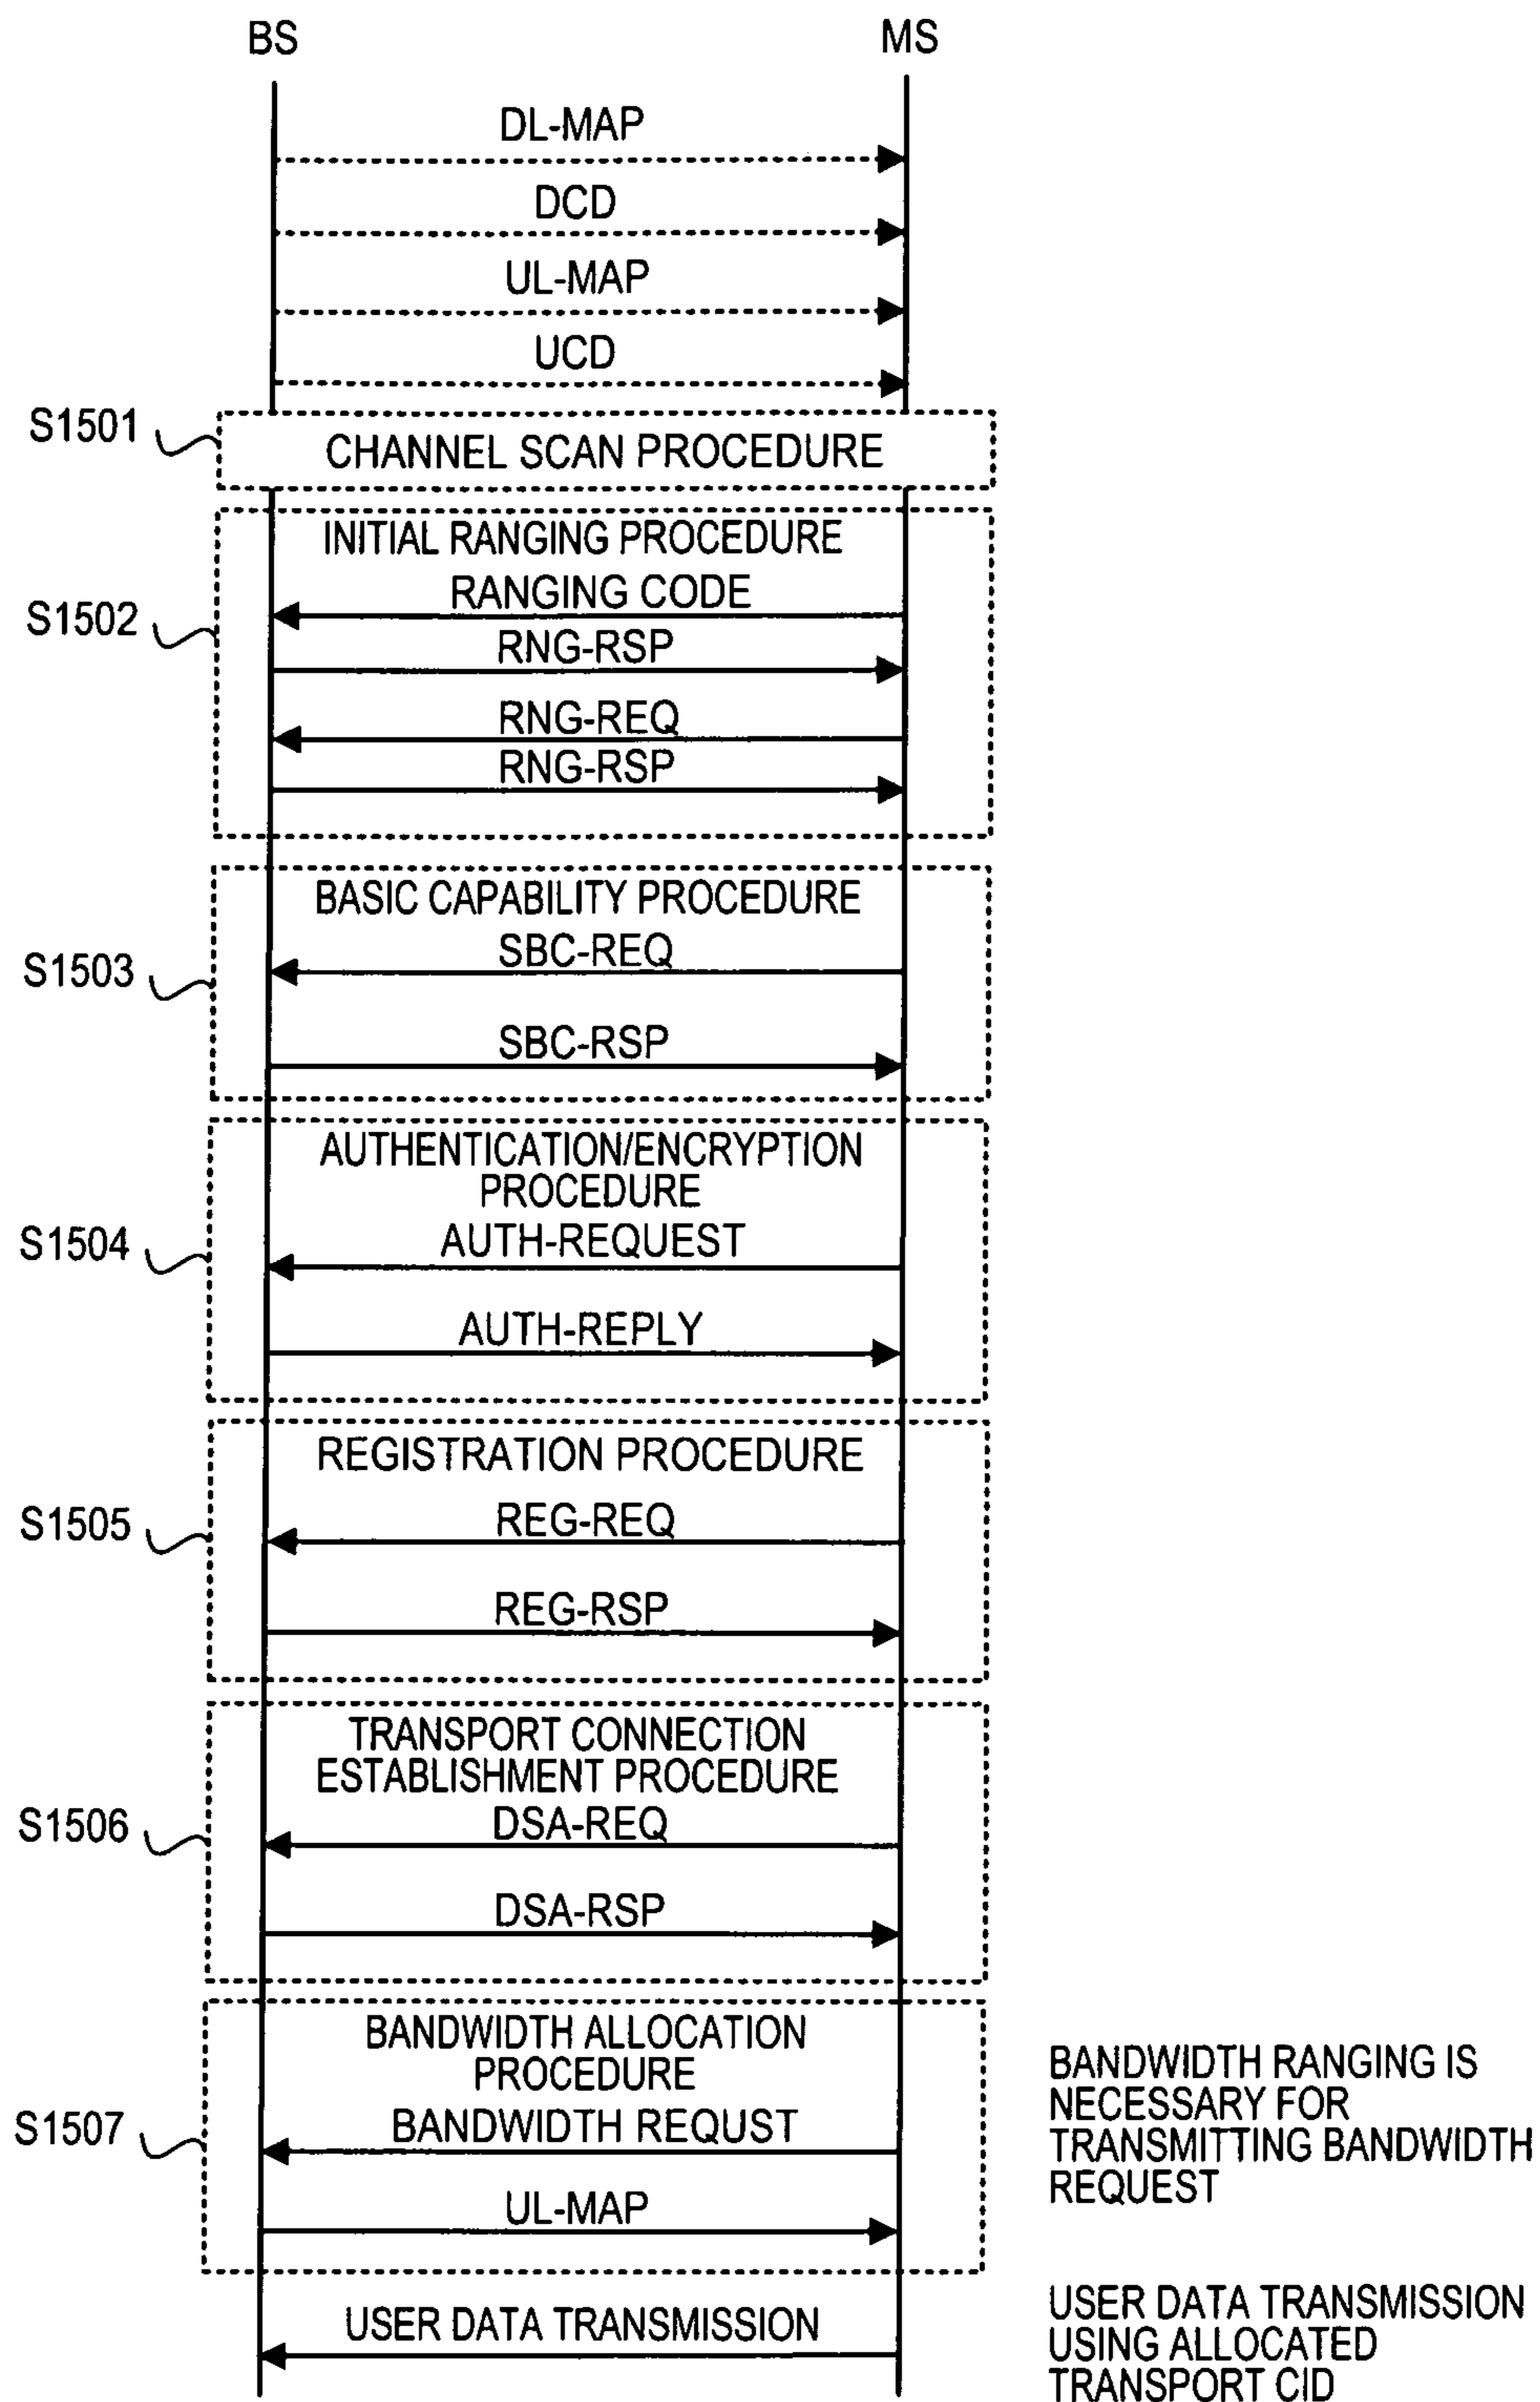 BS
MS
DL-MAP
DCD
UL-MAP
UCD
S1501
CHANNEL SCAN PROCEDURE
INITIAL RANGING PROCEDURE
S1502
RANGING CODE
RNG-RSP
RNG-REQ
RNG-RSP
BASIC CAPABILITY PROCEDURE
S1503
SBC-REQ
SBC-RSP
AUTHENTICATION/ENCRYPTION
PROCEDURE
S1504
AUTH-REQUEST
AUTH-REPLY
REGISTRATION PROCEDURE
S1505
REG-REQ
REG-RSP
TRANSPORT CONNECTION
ESTABLISHMENT PROCEDURE
S1506
DSA-REQ
DSA-RSP
BANDWIDTH ALLOCATION
PROCEDURE
S1507
BANDWIDTH REQUST
UL-MAP
BANDWIDTH RANGING IS
NECESSARY FOR
TRANSMITTING BANDWIDTH
REQUEST
USER DATA TRANSMISSION
USER DATA TRANSMISSION
USING ALLOCATED
TRANSPORT CID